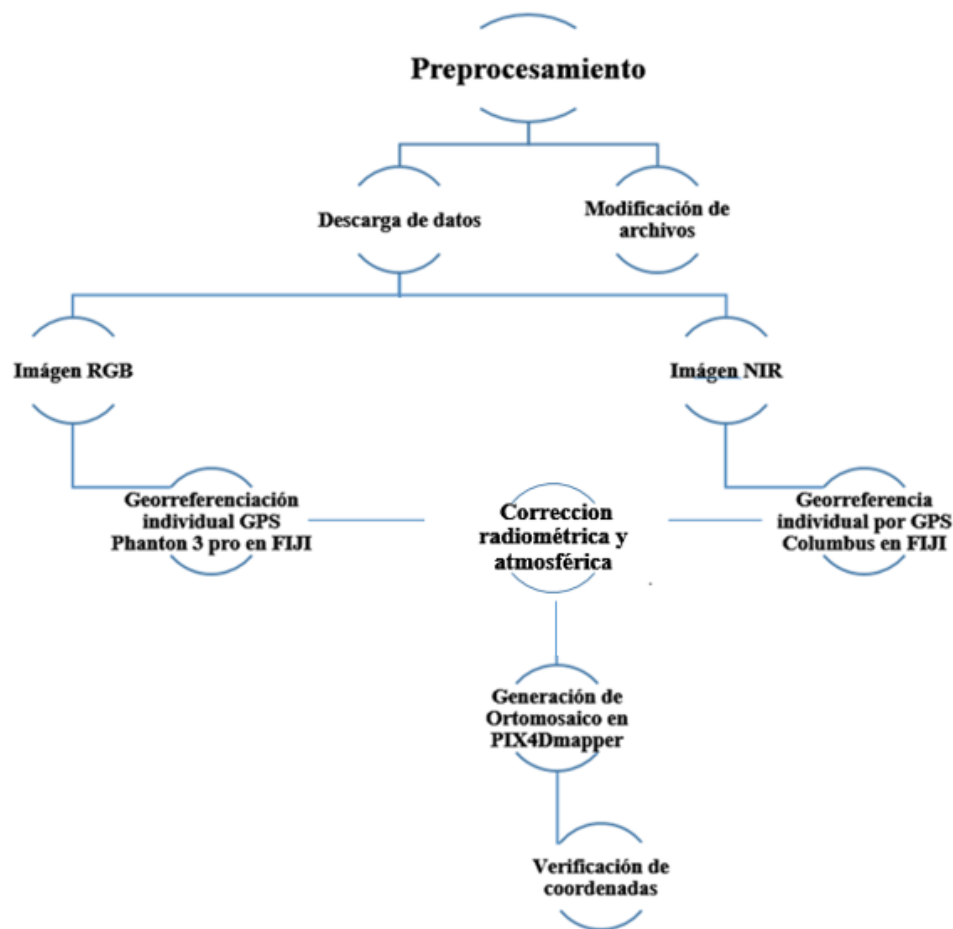 Preprocesamiento
Descarga de datos
Modificación de
archivos
Imágen RGB
Imágen NIR
Georreferenciación
individual GPS
Phanton 3 pro en FIJI
Correccion
radiométrica y
atmosférica
Georreferencia
individual por GPS
Columbus en FIJI
Generación de
Ortomosaico en
PIX4Dmapper
Verificación de
coordenadas